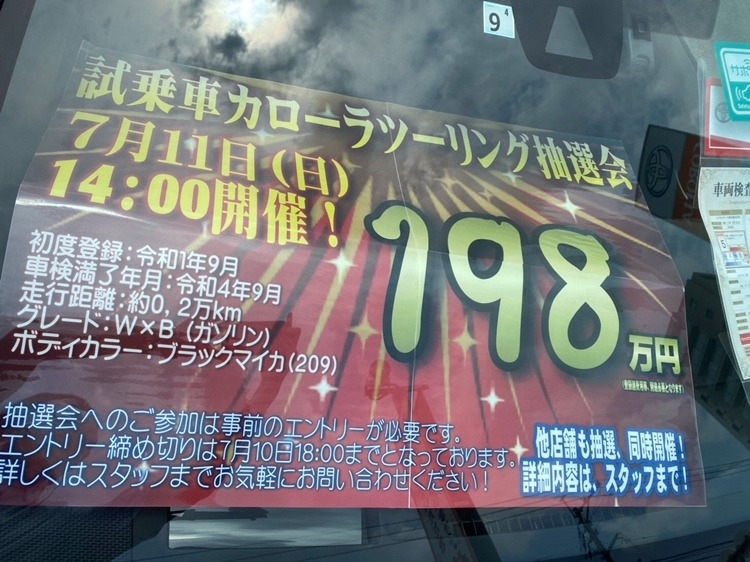 9 4
試乗車カローラツーリング抽選会
7月11日(日)
14:00開催!
初度登録:令和1年9月
車検満了年月:令和4年9月
走行距離:約0,2万km
グレード:W×B(ガソリン)
ボディカラー:ブラックマイカ(209)
198万円
抽選会へのご参加は事前のエントリーが必要です。
エントリー締め切りは7月10日18:00までとなっております。
詳しくはスタッフまでお気軽にお問い合わせください!
他店舗も抽選、同時開催!
詳細内容は、スタッフまで!
サポ
車両検査